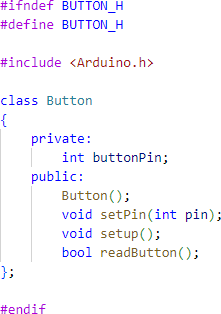 #ifndef BUTTON_H
#define BUTTON_H
#include <Arduino.h>
class Button
{
private:
int buttonPin;
public:
Button();
void setPin(int pin);
void setup();
bool readButton();
};
#endif